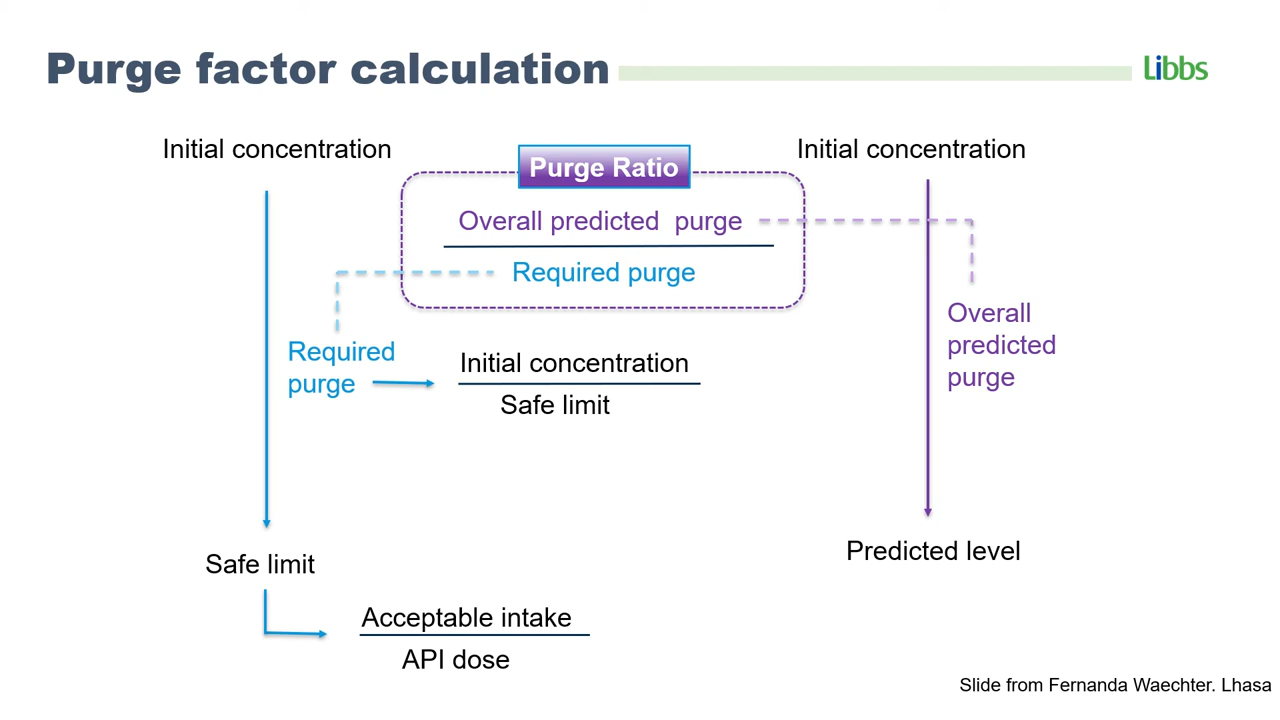 Purge factor calculation
Libbs
Initial concentration
Purge Ratio
Initial concentration
Overall predicted purge
Required purge
Overall
predicted
purge
Required
purge
Initial concentration
Safe limit
Safe limit
Predicted level
Acceptable intake
API dose
Slide from Fernanda Waechter. Lhasa